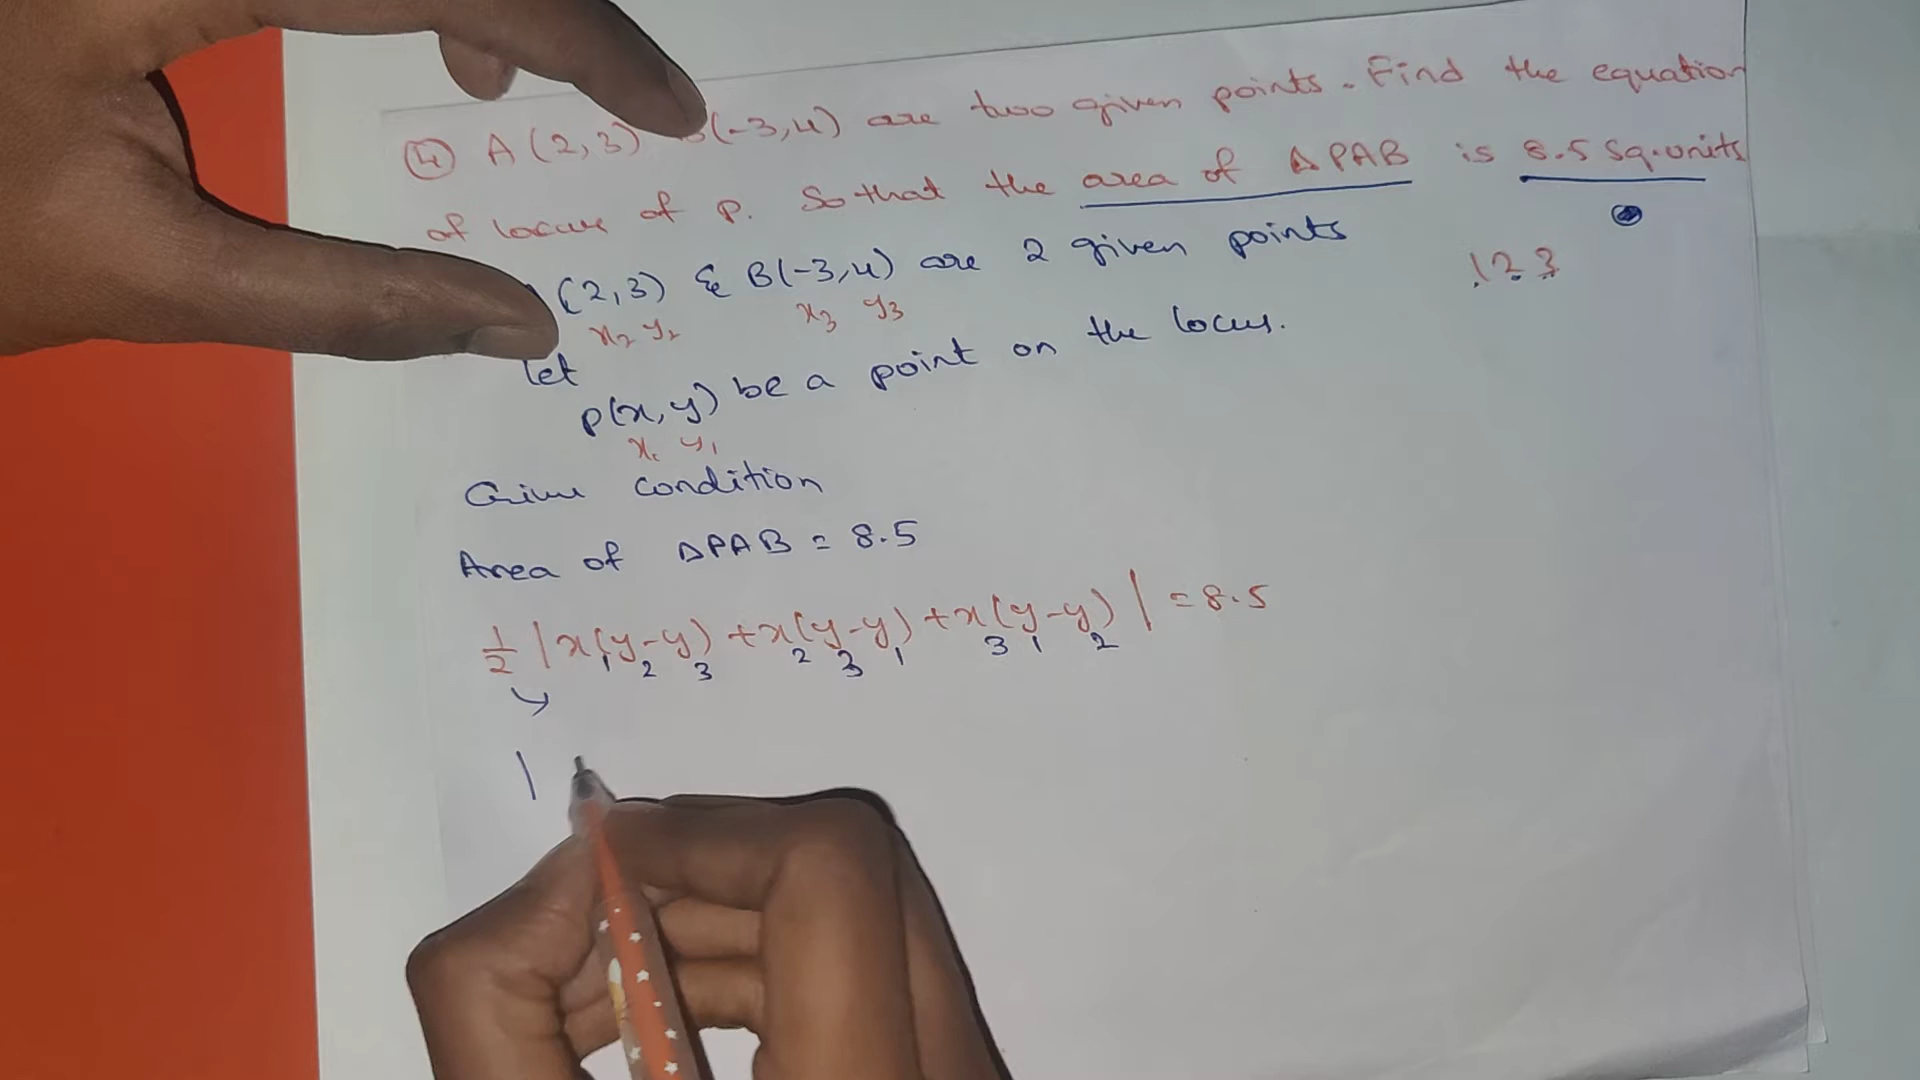 ④ A(2,3) B(-3,4) are two given points. Find the equation
of locus of P. So that the area of ΔPAB is 8.5 Sq.units
(2,3) & B(-3,4) are 2 given points
1 2 3
x₂ y₂ x₃ y₃
Let
P(x,y) be a point on the locus.
x₁ y₁
condition
Area of ΔPAB = 8.5
½ |x₁(y₂-y₃) + x₂(y₃-y₁) + x₃(y₁-y₂)| = 8.5
|